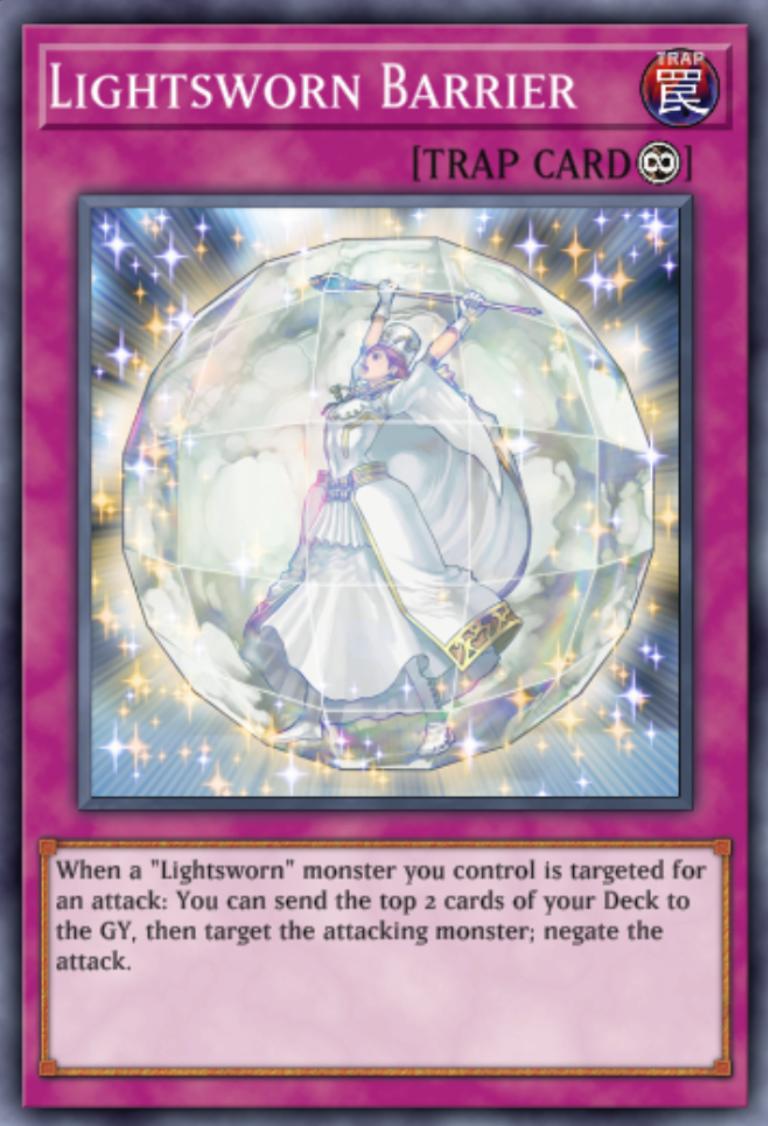 Lightsworn Barrier
TRAP
罠
[TRAP CARD♾]
When a "Lightsworn" monster you control is targeted for
an attack: You can send the top 2 cards of your Deck to
the GY, then target the attacking monster; negate the
attack.